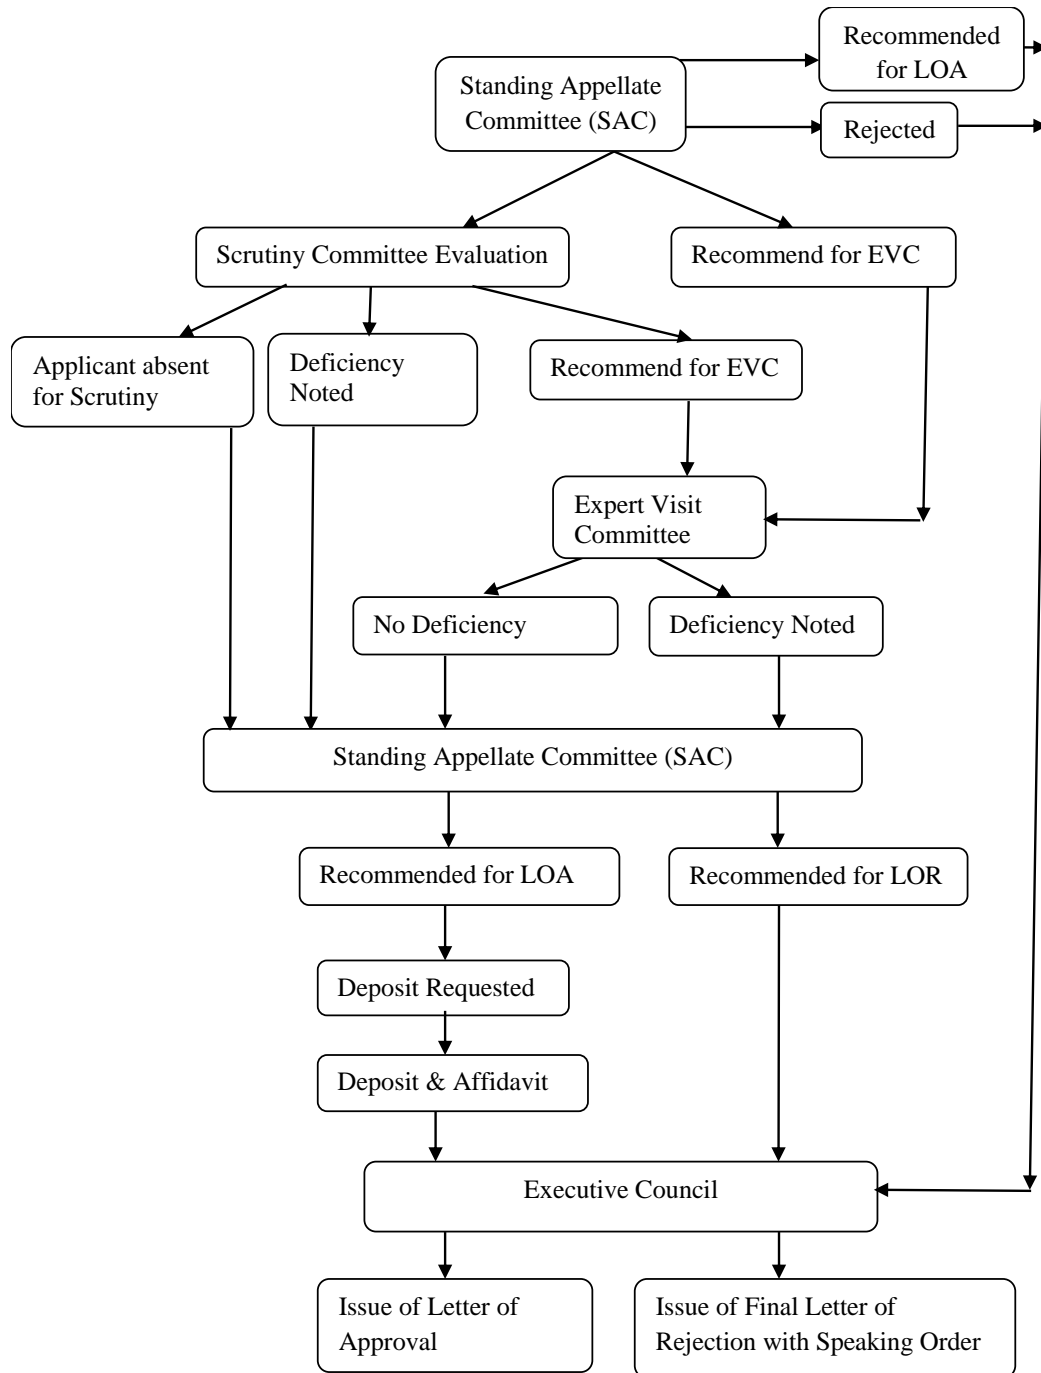 Recommended
for LOA
Standing Appellate
Committee (SAC)
Rejected
Scrutiny Committee Evaluation
Recommend for EVC
Applicant absent
for Scrutiny
Deficiency
Noted
Recommend for EVC
Expert Visit
Committee
No Deficiency
Deficiency Noted
Standing Appellate Committee (SAC)
Recommended for LOA
Recommended for LOR
Deposit Requested
Deposit & Affidavit
Executive Council
Issue of Letter of
Approval
Issue of Final Letter of
Rejection with Speaking Order